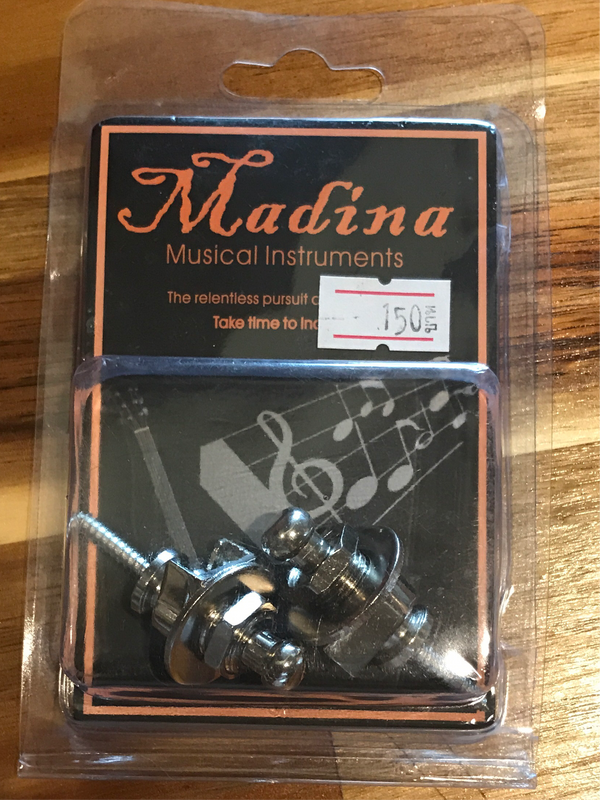 Madina
Musical Instruments
The relentless pursuit
Take time to
150